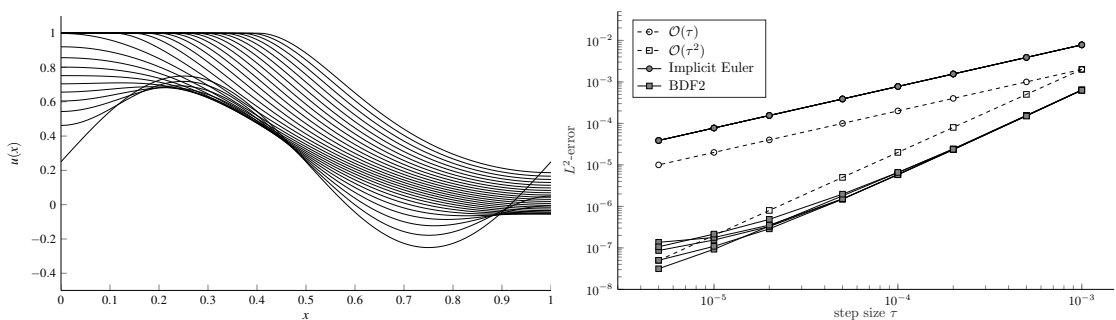 1
0.8
0.6
0.4
0.2
0
−0.2
−0.4
u(x)
0 0.1 0.2 0.3 0.4 0.5 0.6 0.7 0.8 0.9 1
x
O(τ)
O(τ²)
Implicit Euler
BDF2
10⁻²
10⁻³
10⁻⁴
10⁻⁵
10⁻⁶
10⁻⁷
10⁻⁸
L²-error
10⁻⁵ 10⁻⁴ 10⁻³
step size τ